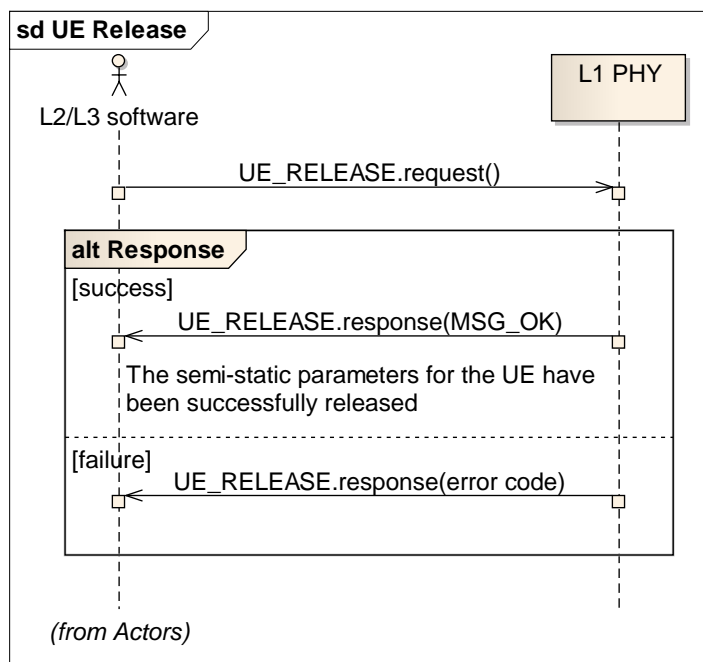 sd UE Release
L2/L3 software
L1 PHY
UE_RELEASE.request()
alt Response
[success]
UE_RELEASE.response(MSG_OK)
The semi-static parameters for the UE have
been successfully released
[failure]
UE_RELEASE.response(error code)
(from Actors)